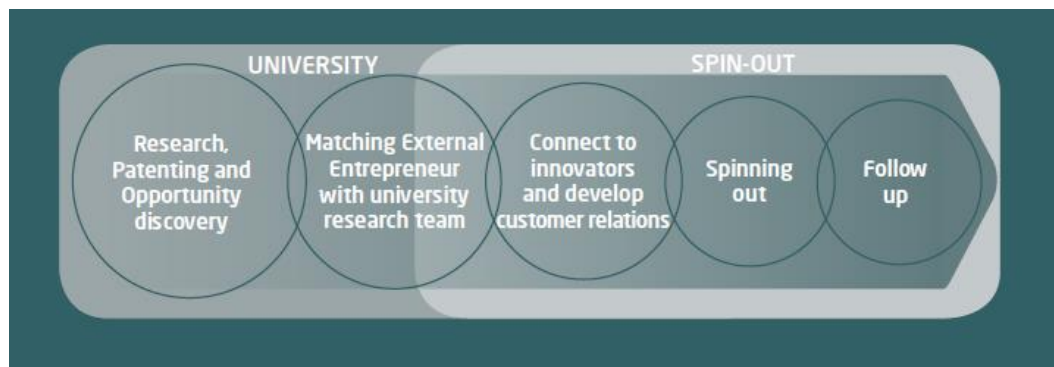 UNIVERSITY
SPIN-OUT
Research,
Patenting and
Opportunity
discovery
Matching External
Entrepreneur
with university
research team
Connect to
innovators
and develop
customer relations
Spinning
out
Follow
up